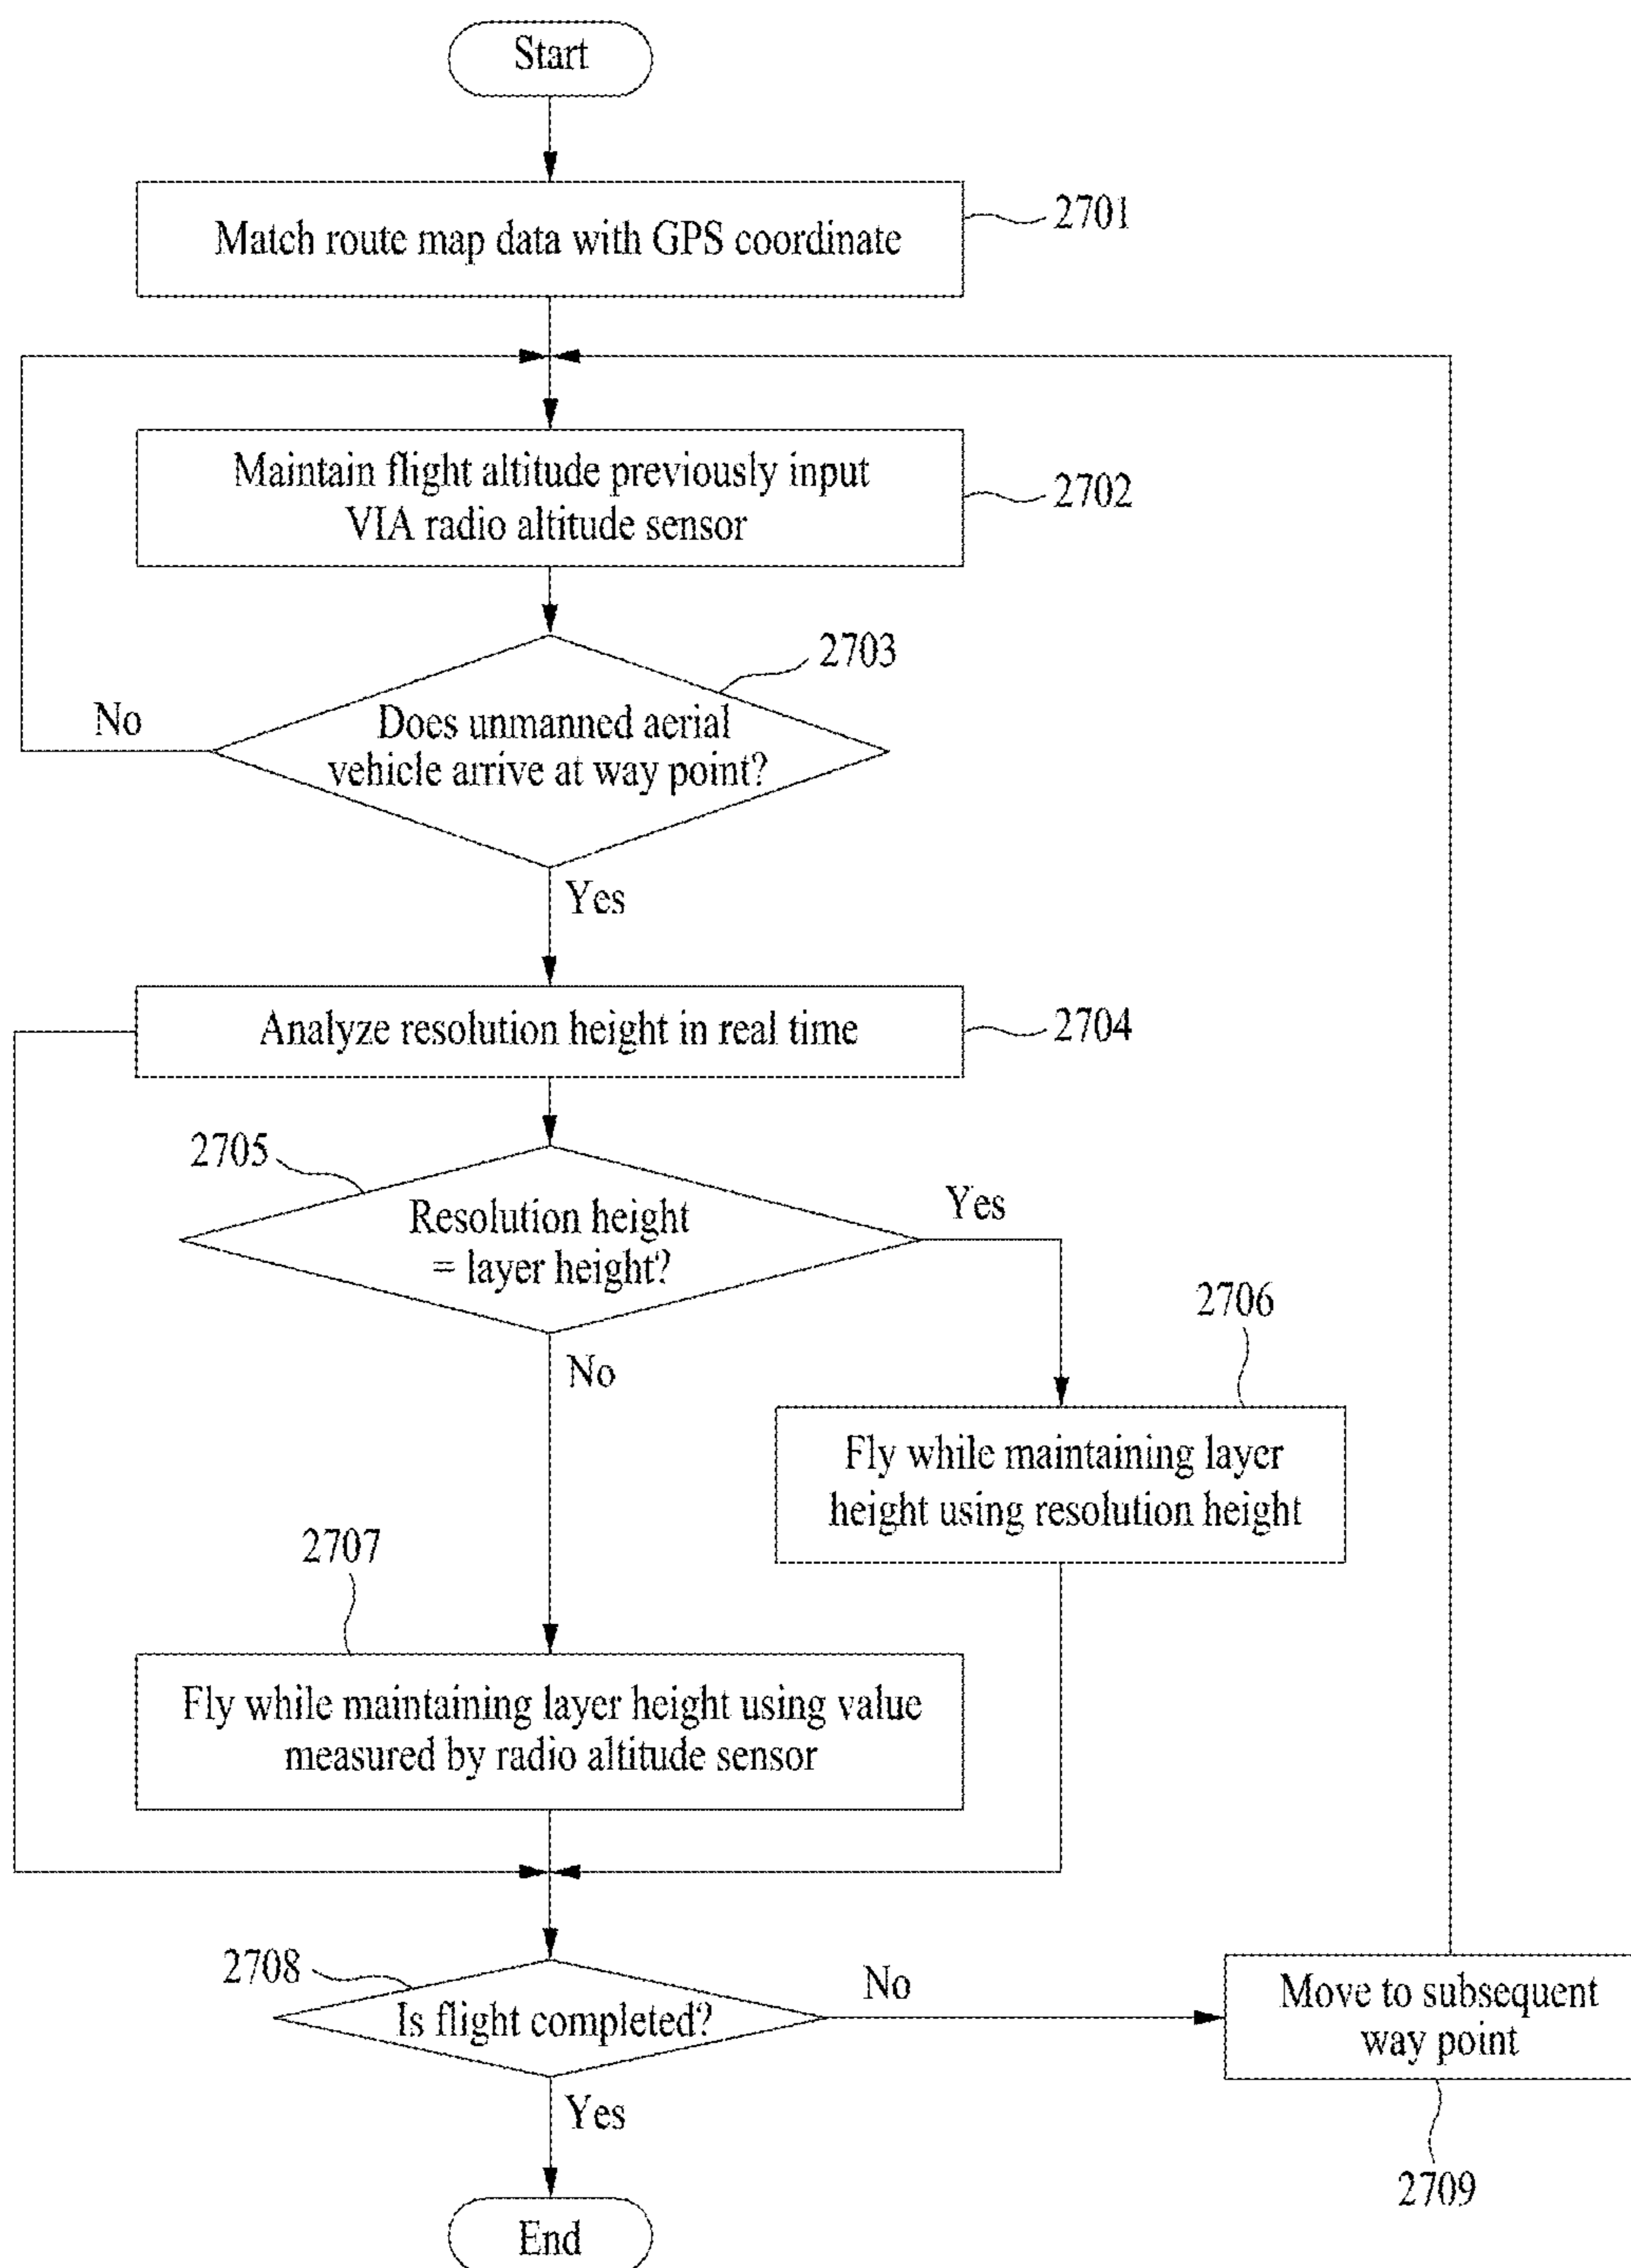 Start
Match route map data with GPS coordinate
2701
Maintain flight altitude previously input
VIA radio altitude sensor
2702
2703
Does unmanned aerial
vehicle arrive at way point?
No
Yes
Analyze resolution height in real time
2704
2705
Resolution height
= layer height?
Yes
No
2706
Fly while maintaining layer
height using resolution height
2707
Fly while maintaining layer height using value
measured by radio altitude sensor
2708
Is flight completed?
No
Move to subsequent
way point
2709
Yes
End